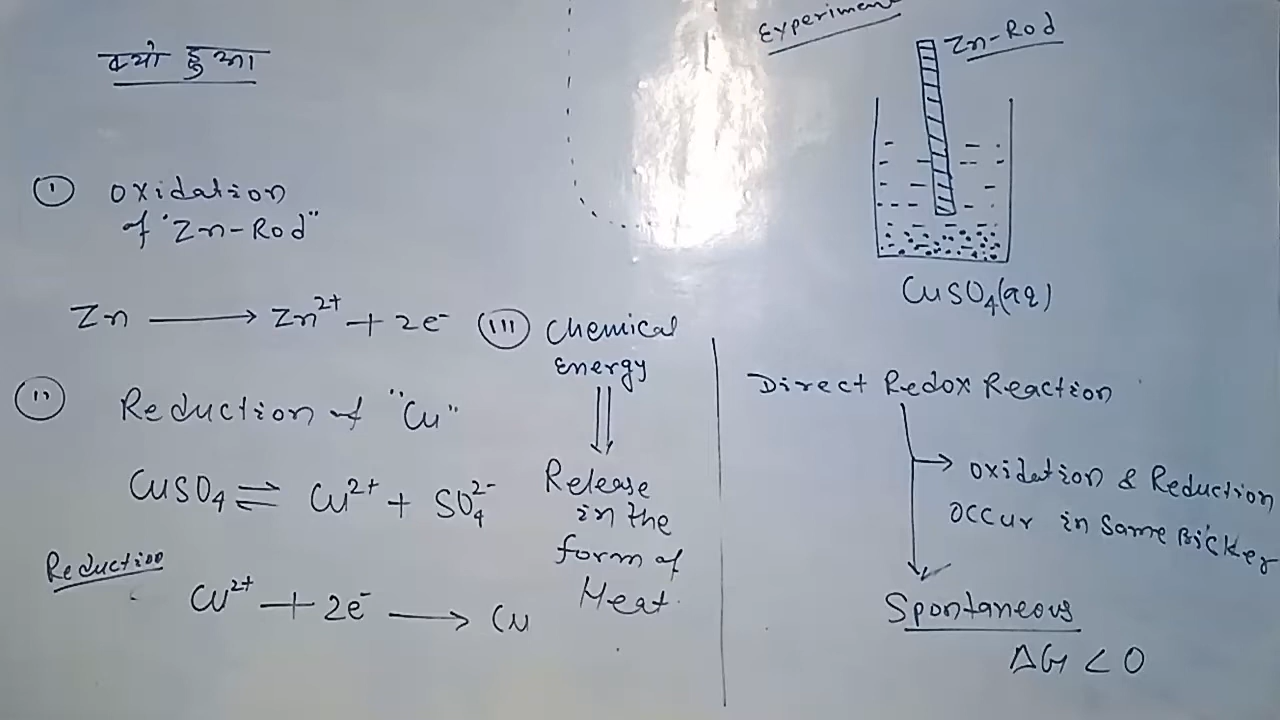 क्यो हुआ
(I) Oxidation
of "Zn-Rod"
Zn ⟶ Zn²⁺ + 2e⁻
(II) Reduction of "Cu"
CuSO₄ ⇌ Cu²⁺ + SO₄²⁻
Reduction
Cu²⁺ + 2e⁻ ⟶ Cu
(III) Chemical
energy
⇓
Release
in the
form of
Heat.
Experiment
Zn-Rod
CuSO₄(aq)
Direct Redox Reaction
→ Oxidation & Reduction
occur in same Bicker
Spontaneous
ΔG < 0